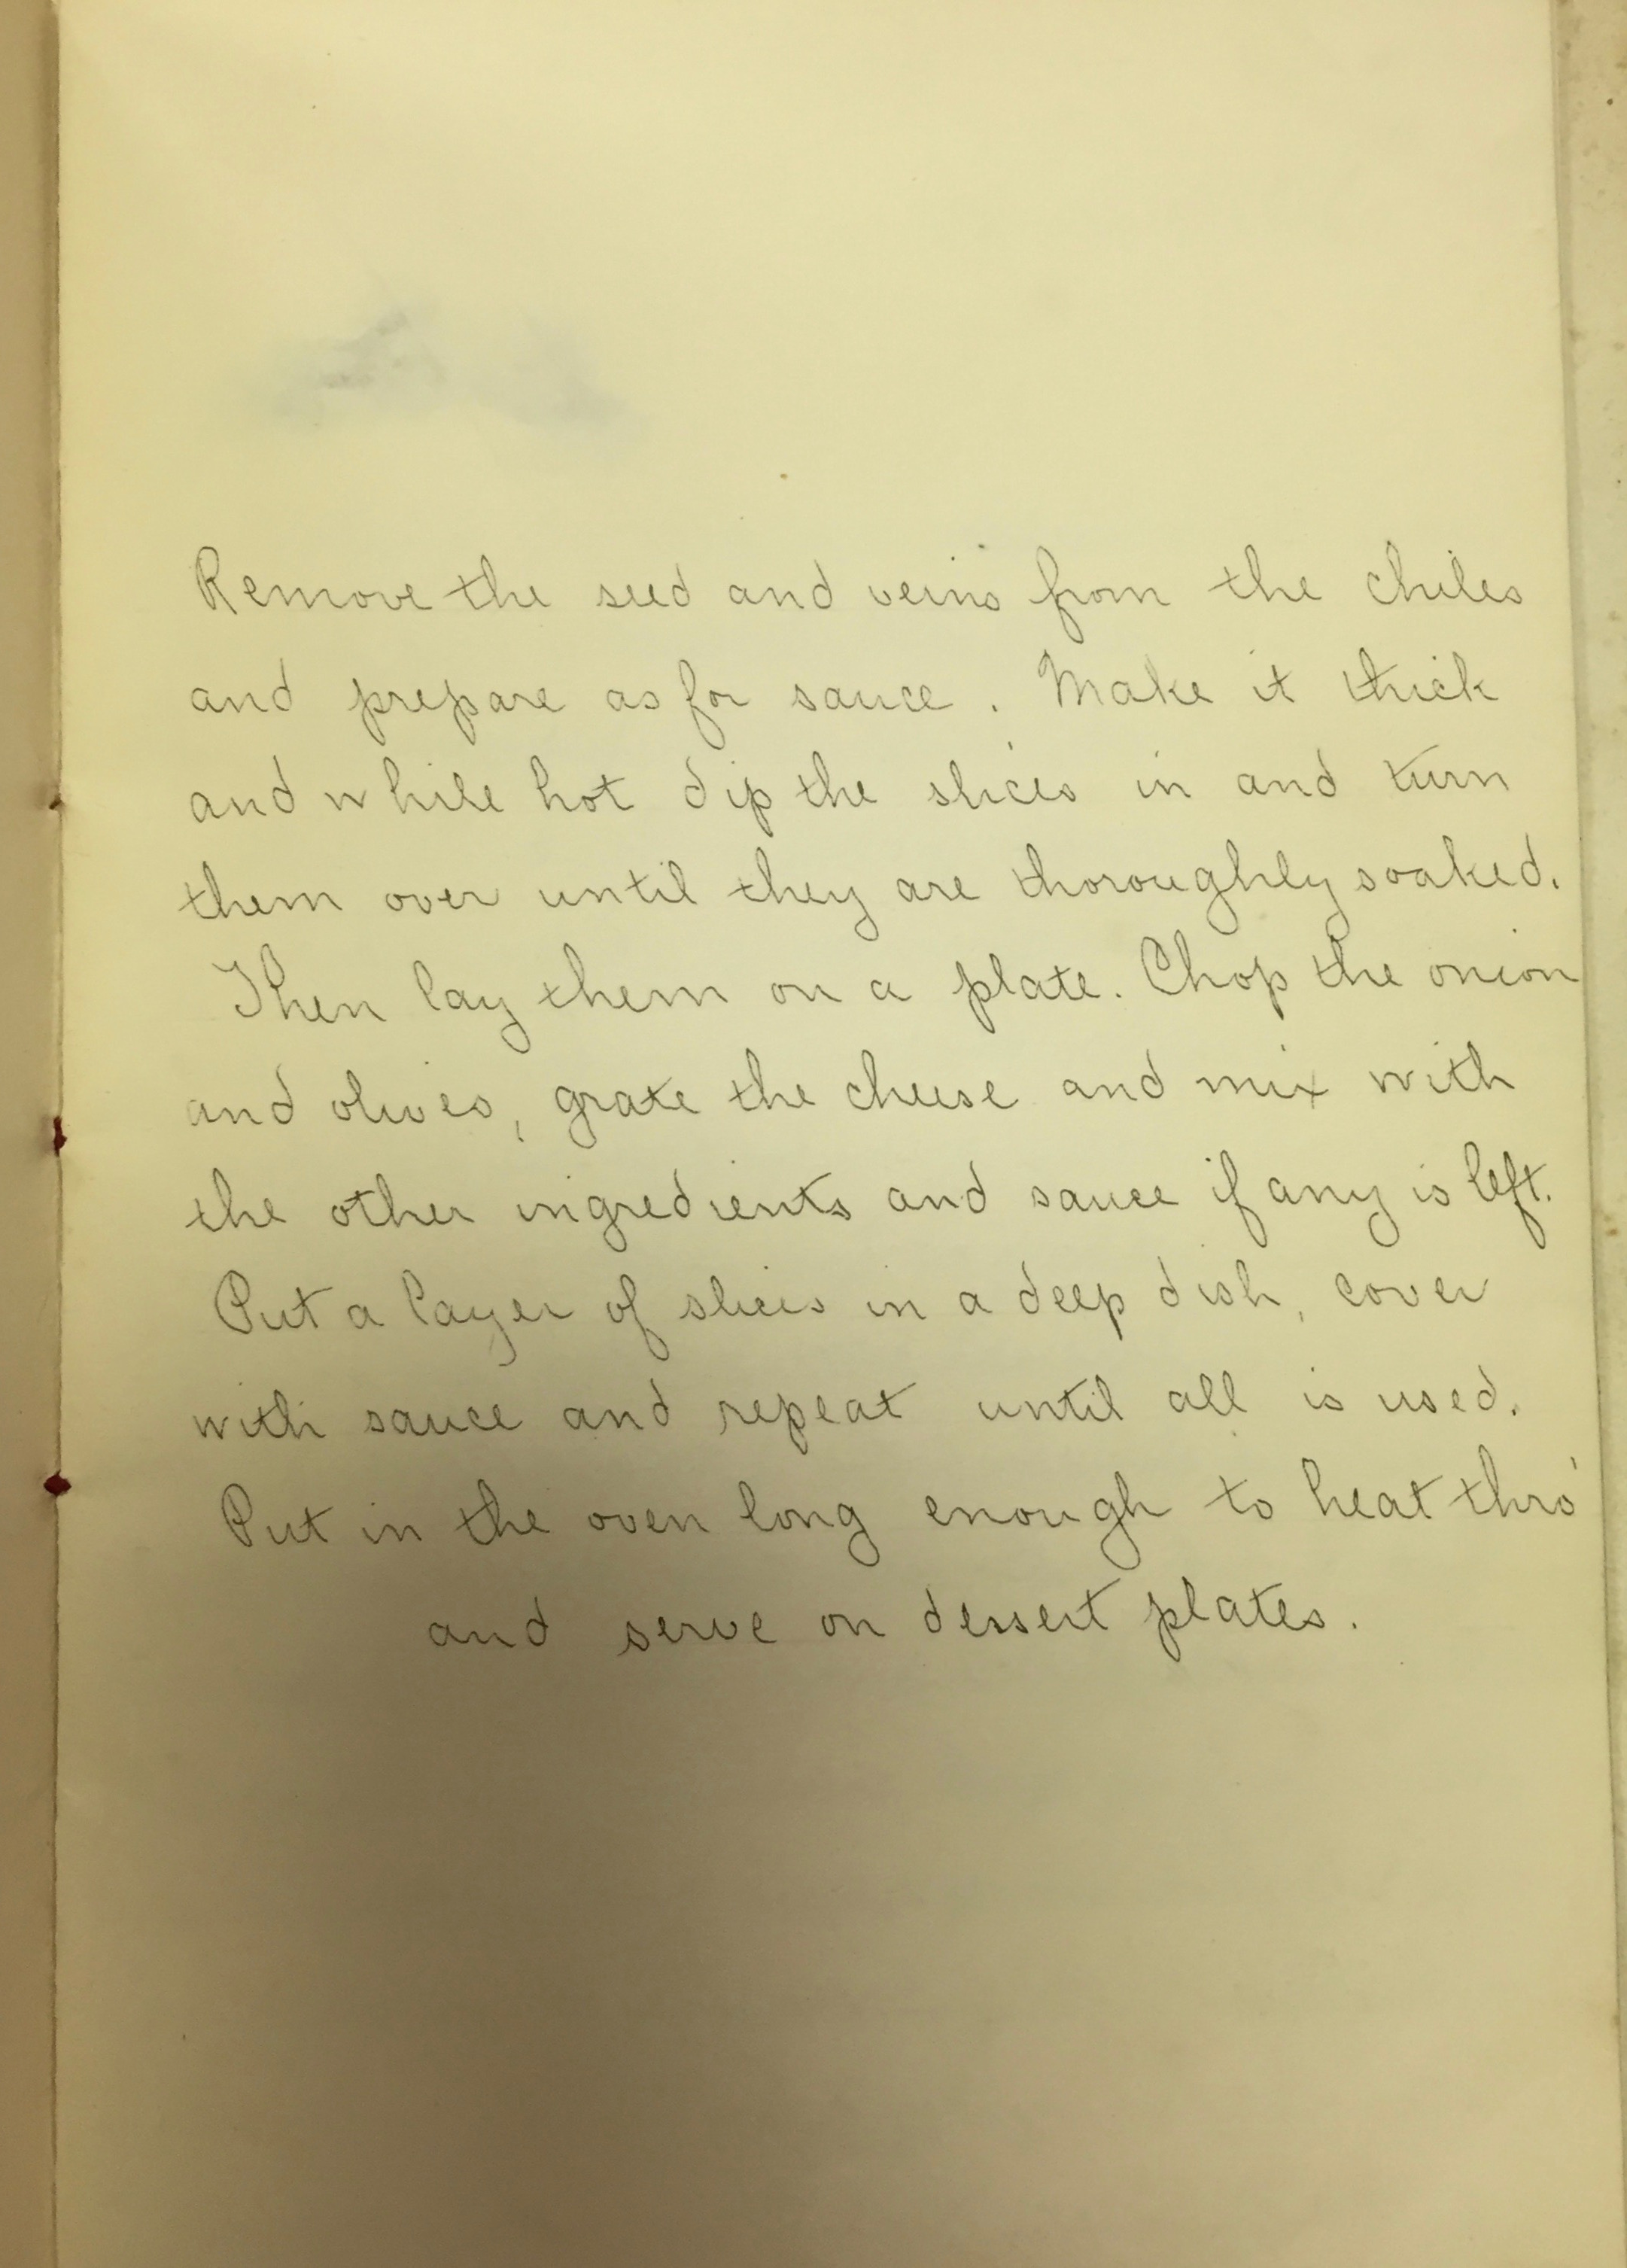 Remove the seed and veins from the chiles
and prepare as for sauce. Make it thick
and while hot dip the slices in and turn
them over until they are thoroughly soaked.
Then lay them on a plate. Chop the onion
and olives, grate the cheese and mix with
the other ingredients and sauce if any is left.
Put a layer of slices in a deep dish, cover
with sauce and repeat until all is used.
Put in the oven long enough to heat thro'
and serve on dessert plates.